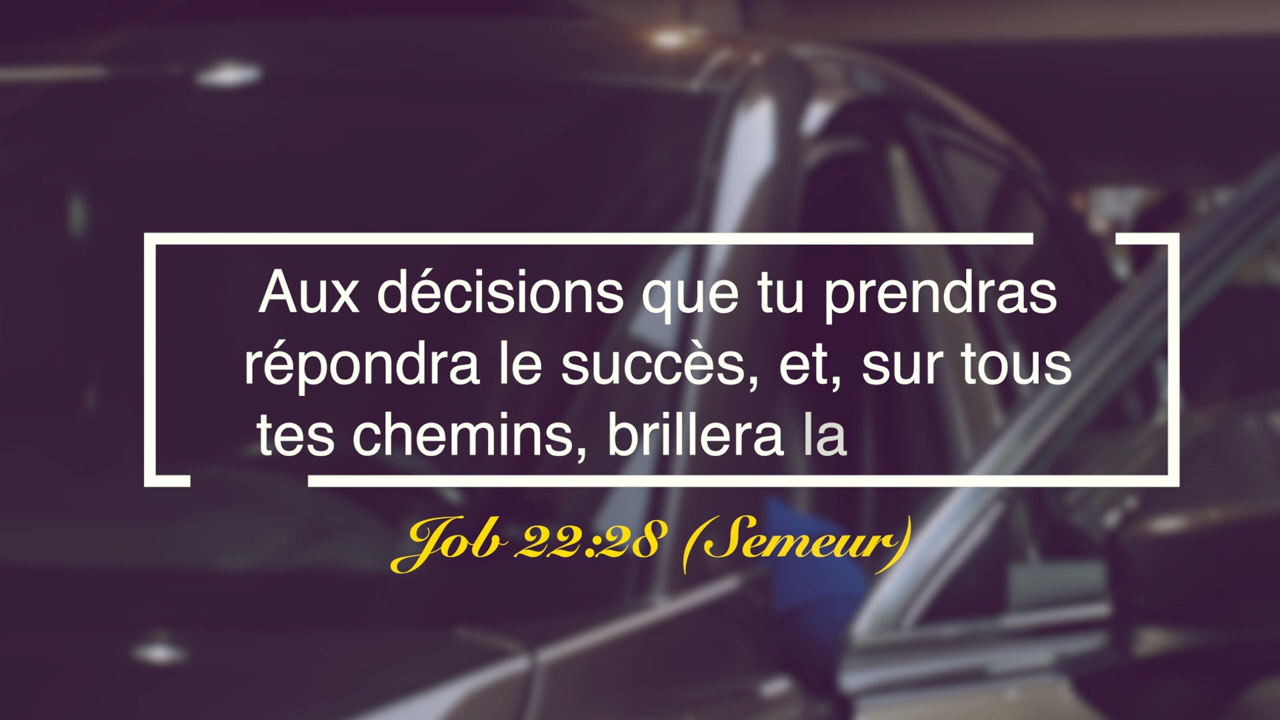 Aux décisions que tu prendras
répondra le succès, et, sur tous
tes chemins, brillera la
Job 22:28 (Semeur)